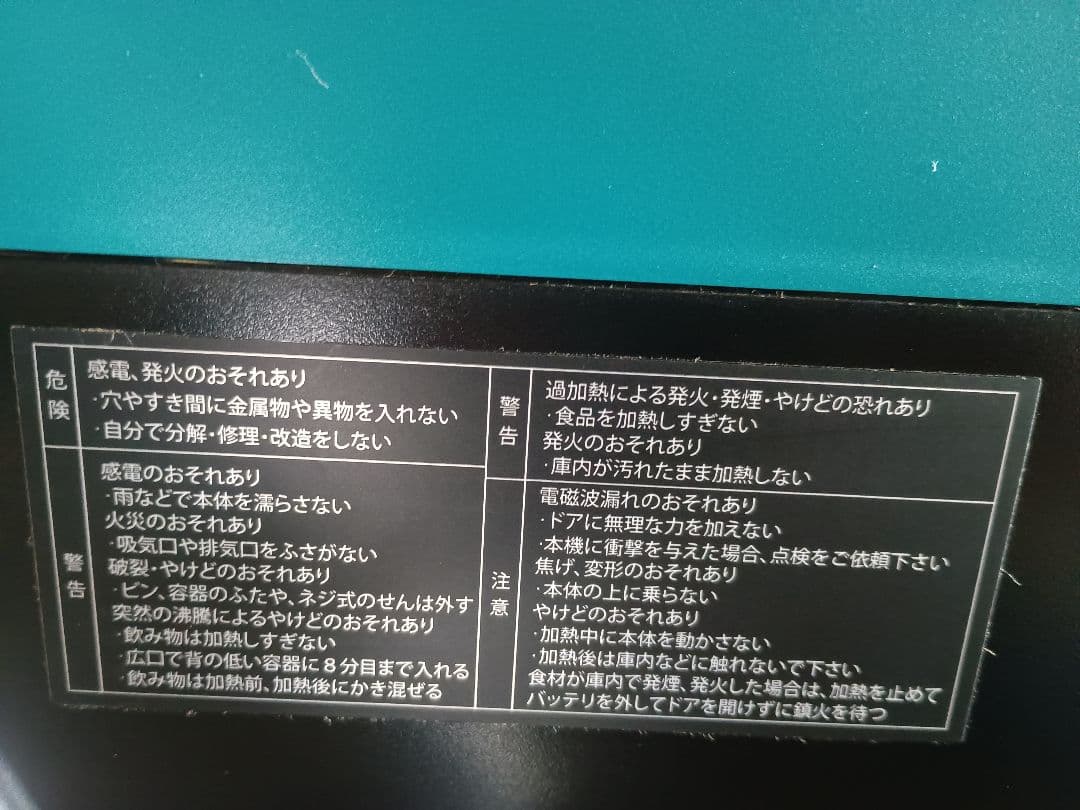 危険
感電、発火のおそれあり
・穴やすき間に金属物や異物を入れない
・自分で分解・修理・改造をしない
警告
感電のおそれあり
・雨などで本体を濡らさない
火災のおそれあり
・吸気口や排気口をふさがない
破裂・やけどのおそれあり
・ビン、容器のふたや、ネジ式のせんは外す
突然の沸騰によるやけどのおそれあり
・飲み物は加熱しすぎない
・広口で背の低い容器に8分目まで入れる
・飲み物は加熱前、加熱後にかき混ぜる
警告
過加熱による発火・発煙・やけどの恐れあり
・食品を加熱しすぎない
発火のおそれあり
・庫内が汚れたまま加熱しない
注意
電磁波漏れのおそれあり
・ドアに無理な力を加えない
・本機に衝撃を与えた場合、点検をご依頼下さい
焦げ、変形のおそれあり
・本体の上に乗らない
やけどのおそれあり
・加熱中に本体を動かさない
・加熱後は庫内などに触れないで下さい
食材が庫内で発煙、発火した場合は、加熱を止めて
バッテリを外してドアを開けずに鎮火を待つ